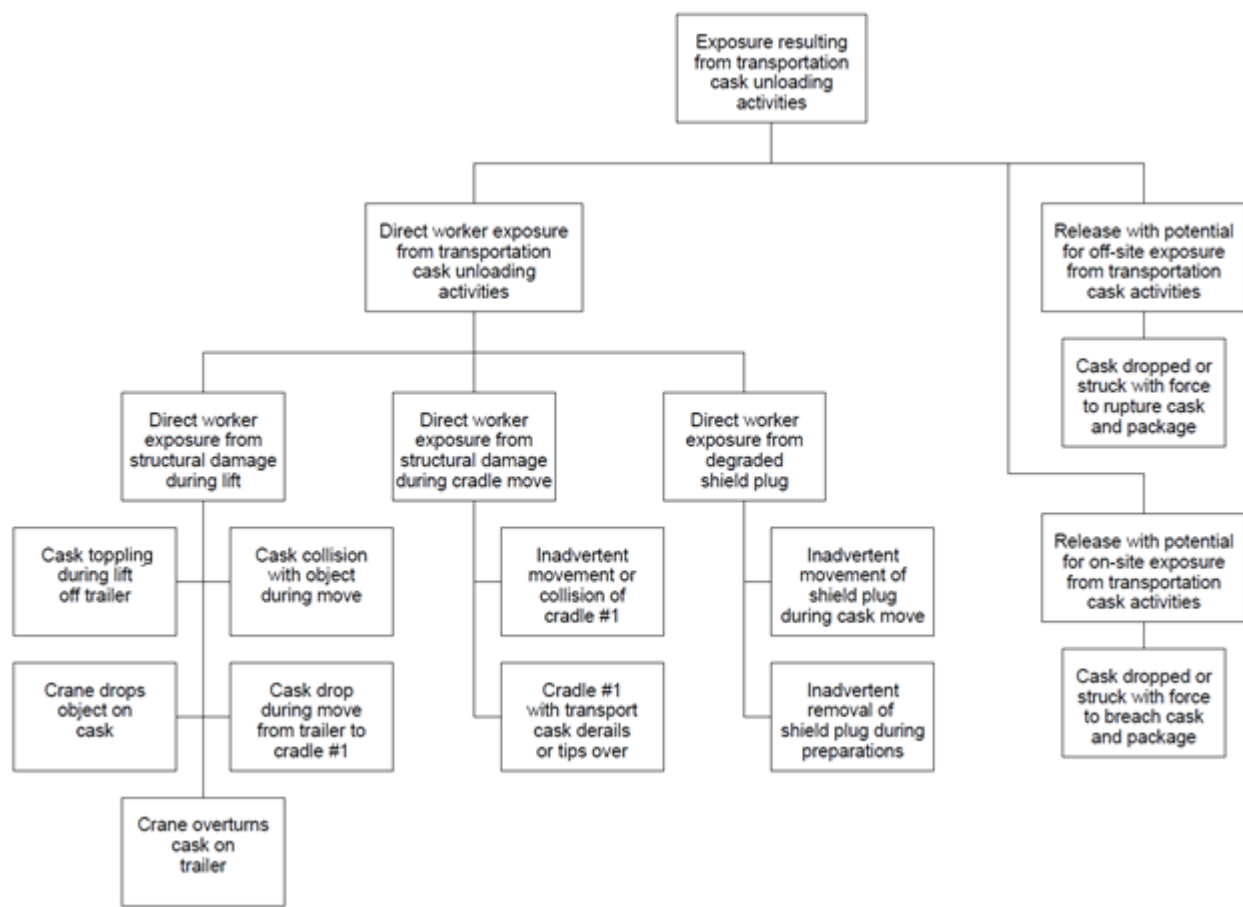 Exposure resulting
from transportation
cask unloading
activities
Direct worker exposure
from transportation
cask unloading
activities
Release with potential
for off-site exposure
from transportation
cask activities
Cask dropped or
struck with force
to rupture cask
and package
Direct worker
exposure from
structural damage
during lift
Direct worker
exposure from
structural damage
during cradle move
Direct worker
exposure from
degraded
shield plug
Cask toppling
during lift
off trailer
Cask collision
with object
during move
Inadvertent
movement or
collision of
cradle #1
Inadvertent
movement of
shield plug
during cask move
Release with potential
for on-site exposure
from transportation
cask activities
Crane drops
object on
cask
Cask drop
during move
from trailer to
cradle #1
Cradle #1
with transport
cask derails
or tips over
Inadvertent
removal of
shield plug during
preparations
Cask dropped or
struck with force
to breach cask
and package
Crane overturns
cask on
trailer